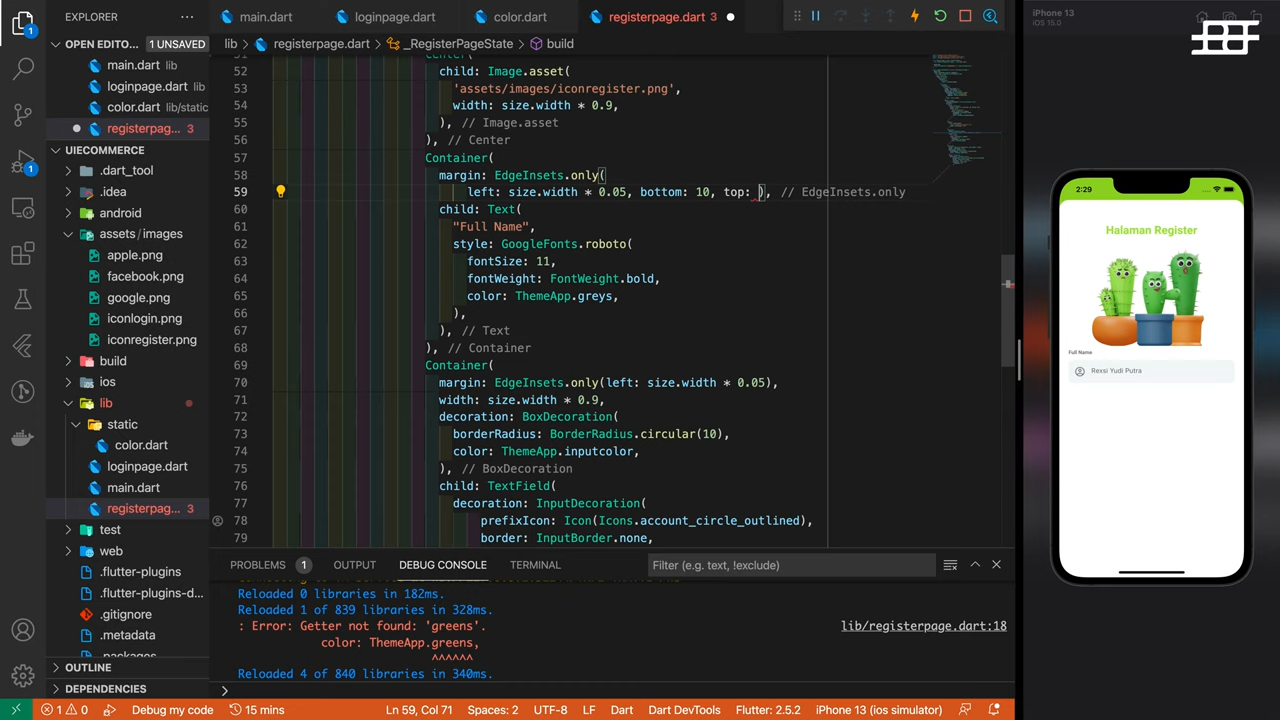 EXPLORER
main.dart
loginpage.dart
color.dart
registerpage.dart 3
iPhone 13
iOS 15.0
OPEN EDITO...
1 UNSAVED
lib
registerpage.dart
_RegisterPageState
build
main.dart lib
loginpage.dart lib
color.dart lib/static
registerpag... 3
UIECOMMERCE
.dart_tool
.idea
android
assets/images
apple.png
facebook.png
google.png
iconlogin.png
iconregister.png
build
ios
lib
static
color.dart
loginpage.dart
main.dart
registerpag... 3
test
web
.flutter-plugins
.flutter-plugins-d...
.gitignore
.metadata
.packages
OUTLINE
DEPENDENCIES
51 Center(
52 child: Image.asset(
53 'assets/images/iconregister.png',
54 width: size.width * 0.9,
55 ), // Image.asset
56 ), // Center
57 Container(
58 margin: EdgeInsets.only(
59 left: size.width * 0.05, bottom: 10, top: ), // EdgeInsets.only
60 child: Text(
61 "Full Name",
62 style: GoogleFonts.roboto(
63 fontSize: 11,
64 fontWeight: FontWeight.bold,
65 color: ThemeApp.greys,
66 ),
67 ), // Text
68 ), // Container
69 Container(
70 margin: EdgeInsets.only(left: size.width * 0.05),
71 width: size.width * 0.9,
72 decoration: BoxDecoration(
73 borderRadius: BorderRadius.circular(10),
74 color: ThemeApp.inputcolor,
75 ), // BoxDecoration
76 child: TextField(
77 decoration: InputDecoration(
78 prefixIcon: Icon(Icons.account_circle_outlined),
79 border: InputBorder.none,
PROBLEMS 1
OUTPUT
DEBUG CONSOLE
TERMINAL
Filter (e.g. text, !exclude)
Reloaded 0 libraries in 182ms.
Reloaded 1 of 839 libraries in 328ms.
: Error: Getter not found: 'greens'.
lib/registerpage.dart:18
color: ThemeApp.greens,
^^^^^^
Reloaded 4 of 840 libraries in 340ms.
>
2:29
Halaman Register
Full Name
Rexsi Yudi Putra
1
1
1 0
Debug my code
15 mins
Ln 59, Col 71
Spaces: 2
UTF-8
LF
Dart
Dart DevTools
Flutter: 2.5.2
iPhone 13 (ios simulator)